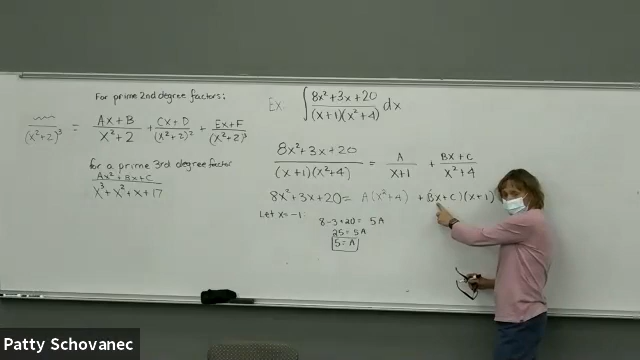 For prime 2nd degree factors:
/(x²+2)³ = Ax+B/x²+2 + Cx+D/(x²+2)² + Ex+F/(x²+2)³
for a prime 3rd degree factor
Ax²+Bx+C/x³+x²+x+17
Ex: ∫ 8x²+3x+20/(x+1)(x²+4) dx
8x²+3x+20/(x+1)(x²+4) = A/x+1 + Bx+C/x²+4
8x²+3x+20 = A(x²+4) + Bx+C)(x+1)
Let x=-1: 8-3+20 = 5A
25=5A
5=A
Patty Schovanec